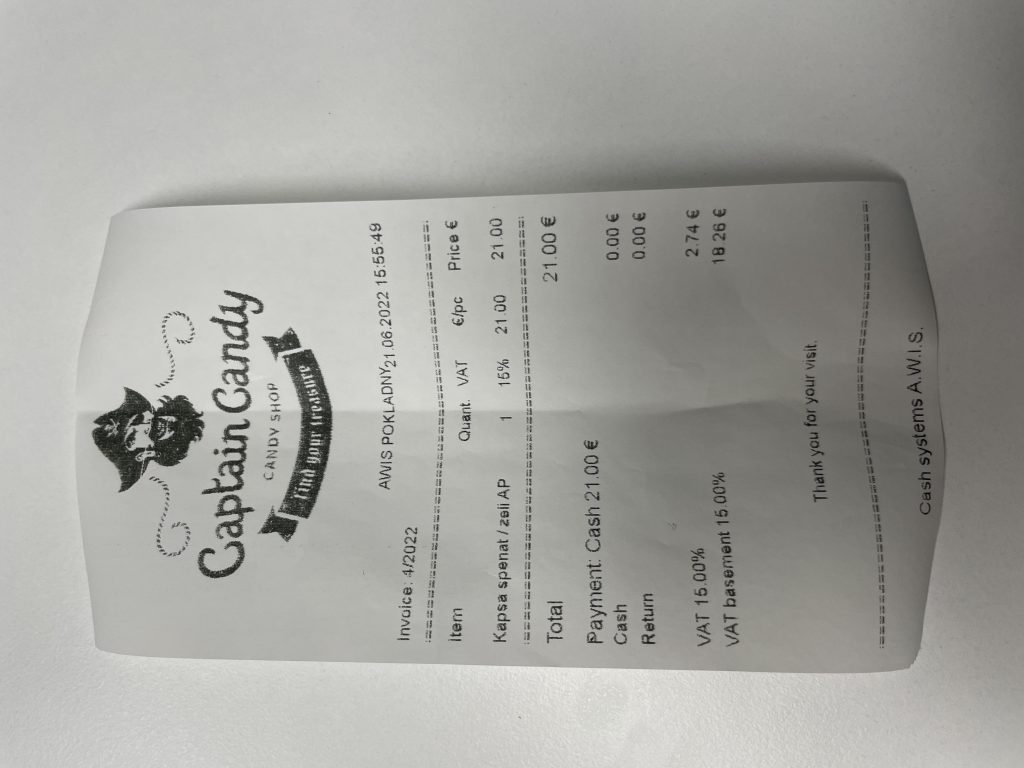 Captain Candy
CANDY SHOP
Find your treasure
AWIS POKLADNY21.06.2022 15:55:49
Invoice: 4/2022
Item Quant. VAT €/pc Price €
Kapsa spenat / zeli AP 1 15% 21.00 21.00
Total 21.00 €
Payment: Cash 21.00 €
Cash 0.00 €
Return 0.00 €
VAT 15.00% 2.74 €
VAT basement 15.00% 18.26 €
Thank you for your visit.
Cash systems A.W.I.S.